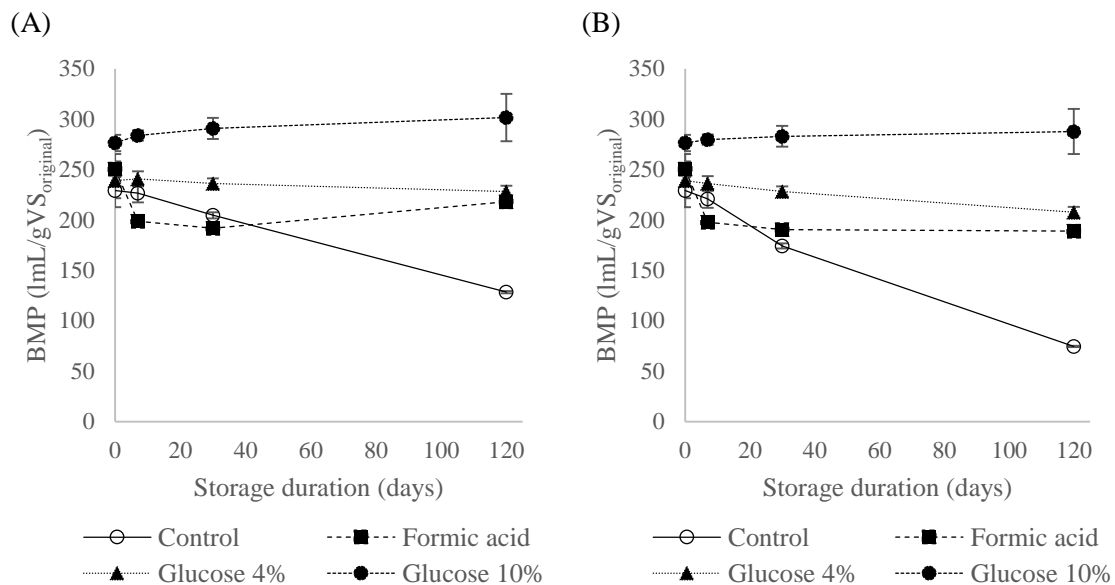 (A)
350
300
250
200
150
100
50
0
BMP (lmL/gVSoriginal)
0 20 40 60 80 100 120
Storage duration (days)
Control Formic acid
Glucose 4% Glucose 10%
(B)
350
300
250
200
150
100
50
0
BMP (lmL/gVSoriginal)
0 20 40 60 80 100 120
Storage duration (days)
Control Formic acid
Glucose 4% Glucose 10%